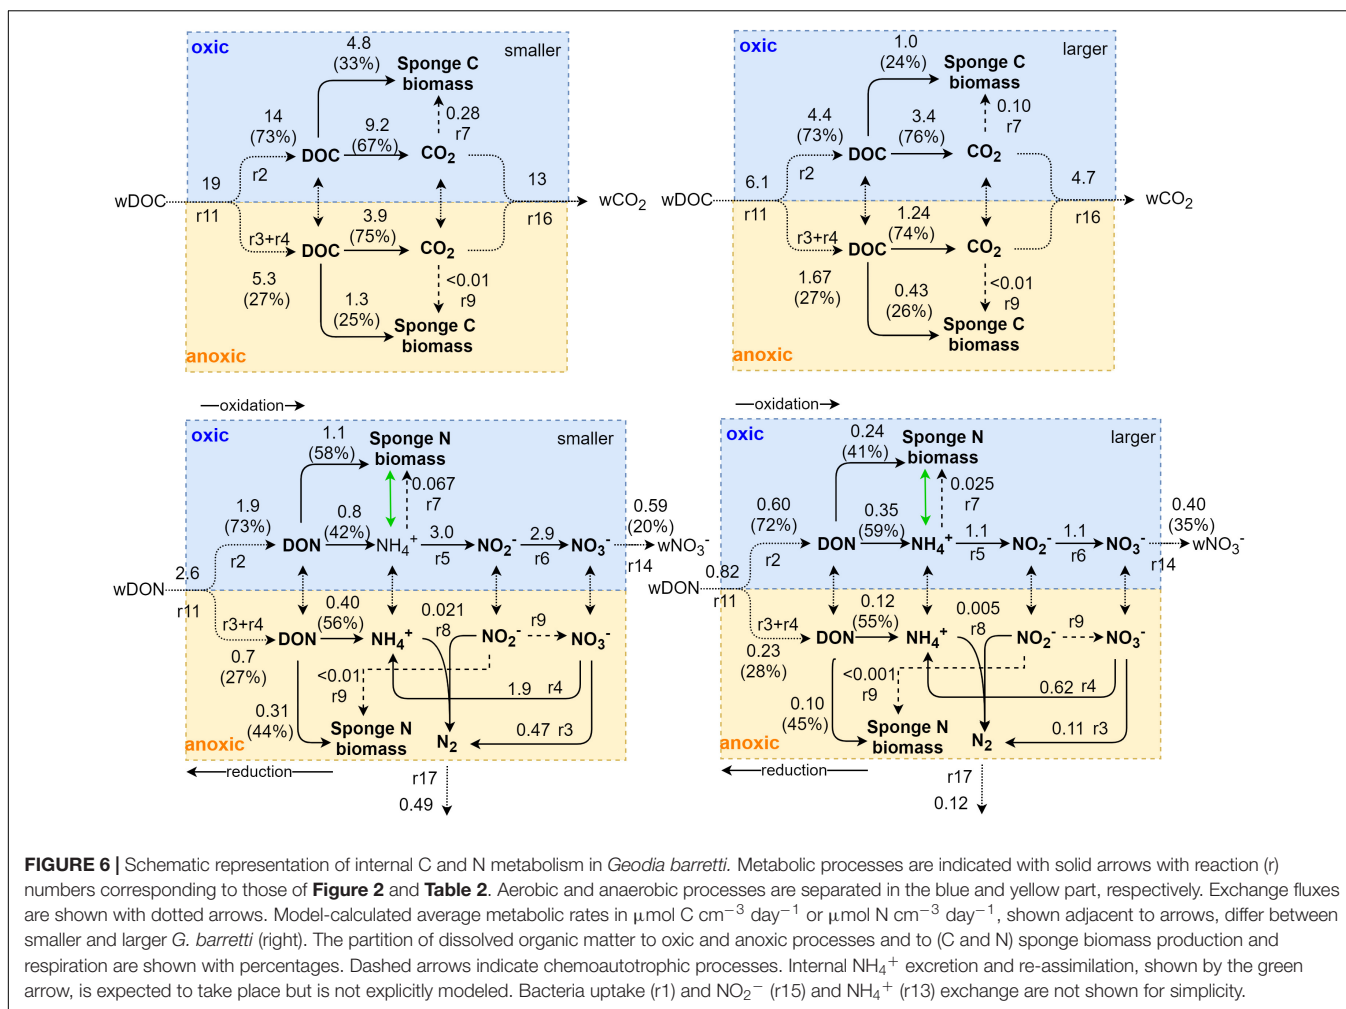 oxic
4.8
(33%)
smaller
Sponge C
biomass
14
(73%)
9.2
(67%)
0.28
r7
DOC
CO₂
r2
wDOC
19
r11
13
r16
wCO₂
r3+r4
3.9
(75%)
DOC
CO₂
5.3
(27%)
<0.01
r9
1.3
(25%)
Sponge C
biomass
anoxic
oxic
1.0
(24%)
larger
Sponge C
biomass
4.4
(73%)
3.4
(76%)
0.10
r7
DOC
CO₂
r2
wDOC
6.1
r11
4.7
r16
wCO₂
r3+r4
1.24
(74%)
DOC
CO₂
1.67
(27%)
<0.01
r9
0.43
(26%)
Sponge C
biomass
anoxic
oxidation
oxic
1.1
(58%)
Sponge N
biomass
smaller
0.067
r7
1.9
(73%)
0.8
(42%)
3.0
r5
2.9
r6
0.59
(20%)
DON
NH₄⁺
NO₂⁻
NO₃⁻
wNO₃⁻
r14
r2
wDON
2.6
r11
r3+r4
0.40
(56%)
0.021
r8
r9
DON
NH₄⁺
NO₂⁻
NO₃⁻
0.7
(27%)
<0.01
r9
1.9 r4
0.31
(44%)
Sponge N
biomass
N₂
0.47 r3
anoxic
reduction
r17
0.49
oxidation
oxic
0.24
(41%)
Sponge N
biomass
larger
0.025
r7
0.60
(72%)
0.35
(59%)
1.1
r5
1.1
r6
0.40
(35%)
DON
NH₄⁺
NO₂⁻
NO₃⁻
wNO₃⁻
r14
r2
wDON
0.82
r11
r3+r4
0.12
(55%)
0.005
r8
r9
DON
NH₄⁺
NO₂⁻
NO₃⁻
0.23
(28%)
<0.001
r9
0.62 r4
0.10
(45%)
Sponge N
biomass
N₂
0.11 r3
anoxic
reduction
r17
0.12
FIGURE 6 | Schematic representation of internal C and N metabolism in Geodia barretti. Metabolic processes are indicated with solid arrows with reaction (r)
numbers corresponding to those of Figure 2 and Table 2. Aerobic and anaerobic processes are separated in the blue and yellow part, respectively. Exchange fluxes
are shown with dotted arrows. Model-calculated average metabolic rates in μmol C cm⁻³ day⁻¹ or μmol N cm⁻³ day⁻¹, shown adjacent to arrows, differ between
smaller and larger G. barretti (right). The partition of dissolved organic matter to oxic and anoxic processes and to (C and N) sponge biomass production and
respiration are shown with percentages. Dashed arrows indicate chemoautotrophic processes. Internal NH₄⁺ excretion and re-assimilation, shown by the green
arrow, is expected to take place but is not explicitly modeled. Bacteria uptake (r1) and NO₂⁻ (r15) and NH₄⁺ (r13) exchange are not shown for simplicity.